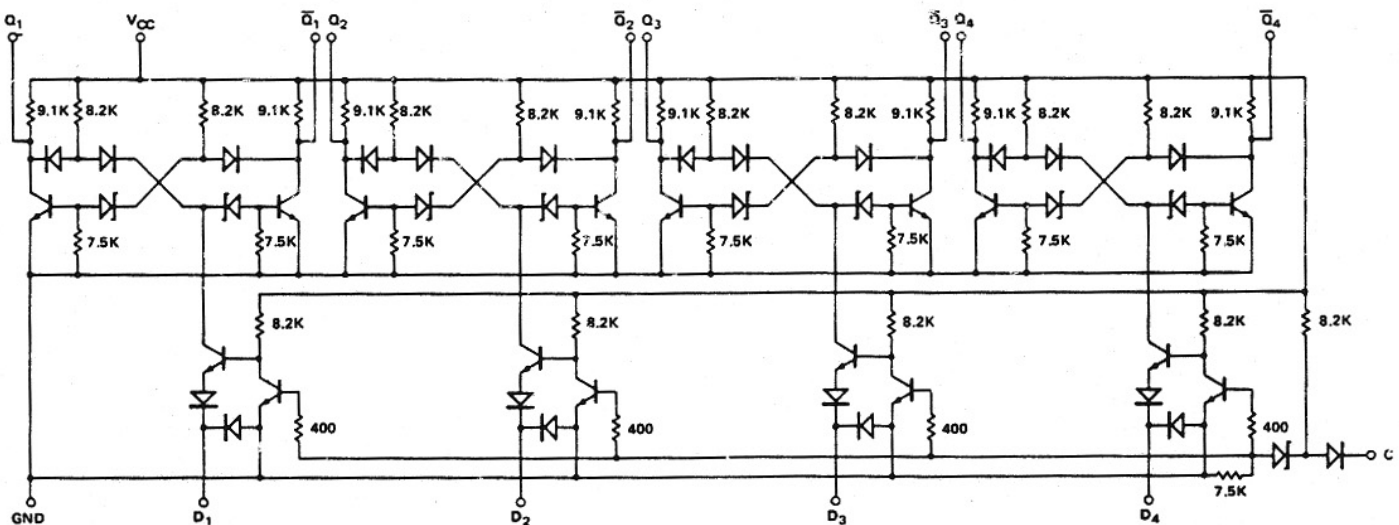 Q1 VCC Q̅1 Q2 Q̅2 Q3 Q̅3 Q4 Q̅4
9.1K 8.2K 8.2K 9.1K 9.1K 8.2K 8.2K 9.1K 9.1K 8.2K 8.2K 9.1K 9.1K 8.2K 8.2K 9.1K
7.5K 7.5K 7.5K 7.5K 7.5K 7.5K 7.5K 7.5K
8.2K 8.2K 8.2K 8.2K 8.2K
400 400 400 400
C
7.5K
GND D1 D2 D3 D4